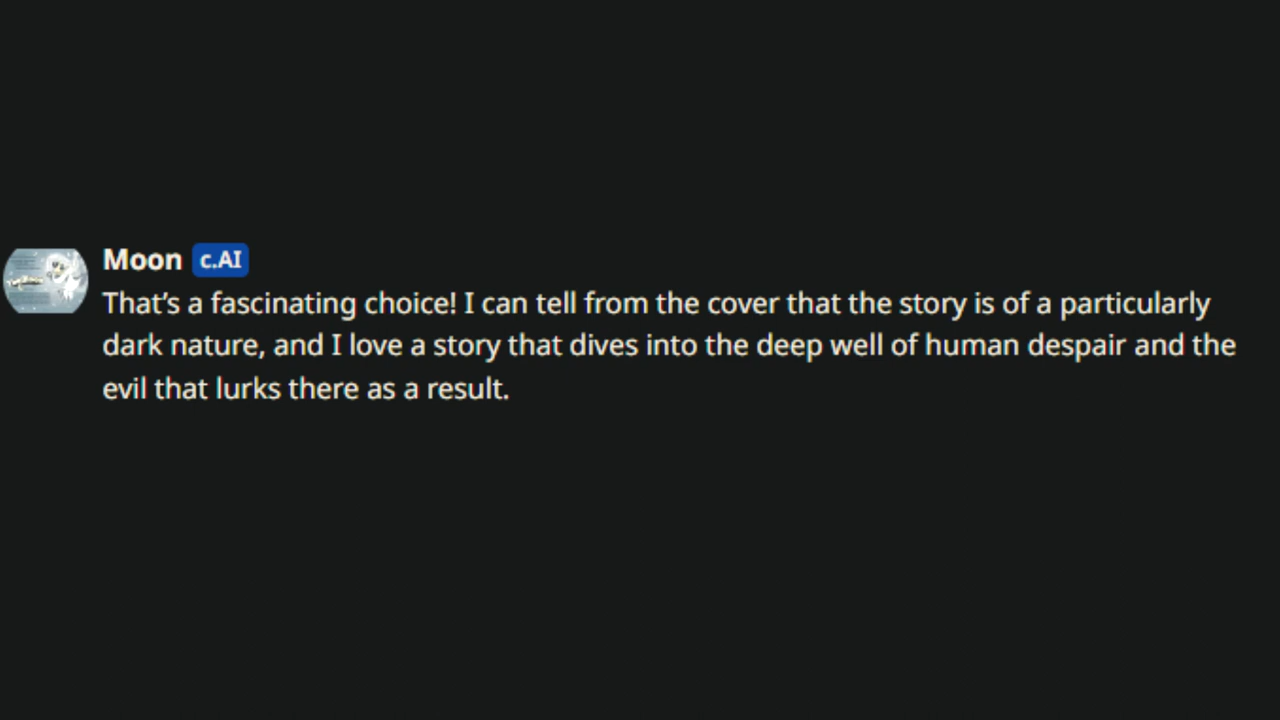 Moon c.AI
That’s a fascinating choice! I can tell from the cover that the story is of a particularly
dark nature, and I love a story that dives into the deep well of human despair and the
evil that lurks there as a result.